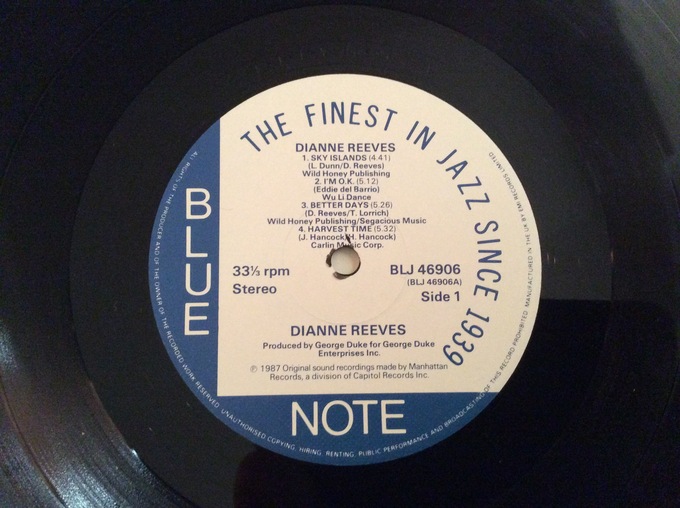 THE FINEST IN JAZZ SINCE 1939
DIANNE REEVES
1. SKY ISLANDS (4.41)
(L. Dunn/D. Reeves)
Wild Honey Publishing
2. I'M O.K. (5.12)
(Eddie del Barrio)
Wu Li Dance
3. BETTER DAYS (5.26)
(D. Reeves/T. Lorrich)
Wild Honey Publishing/Segacious Music
4. HARVEST TIME (5.32)
(J. Hancock/H. Hancock)
Carlin Music Corp.
33⅓ rpm
Stereo
BLJ 46906
(BLJ 46906A)
Side 1
DIANNE REEVES
Produced by George Duke for George Duke
Enterprises Inc.
℗ 1987 Original sound recordings made by Manhattan
Records, a division of Capitol Records Inc.
BLUE
NOTE
ALL RIGHTS OF THE PRODUCER AND OF THE OWNER OF THE RECORDED WORK RESERVED. UNAUTHORISED COPYING, HIRING, RENTING, PUBLIC PERFORMANCE AND BROADCASTING OF THIS RECORD PROHIBITED. MANUFACTURED IN THE UK BY EMI RECORDS LIMITED